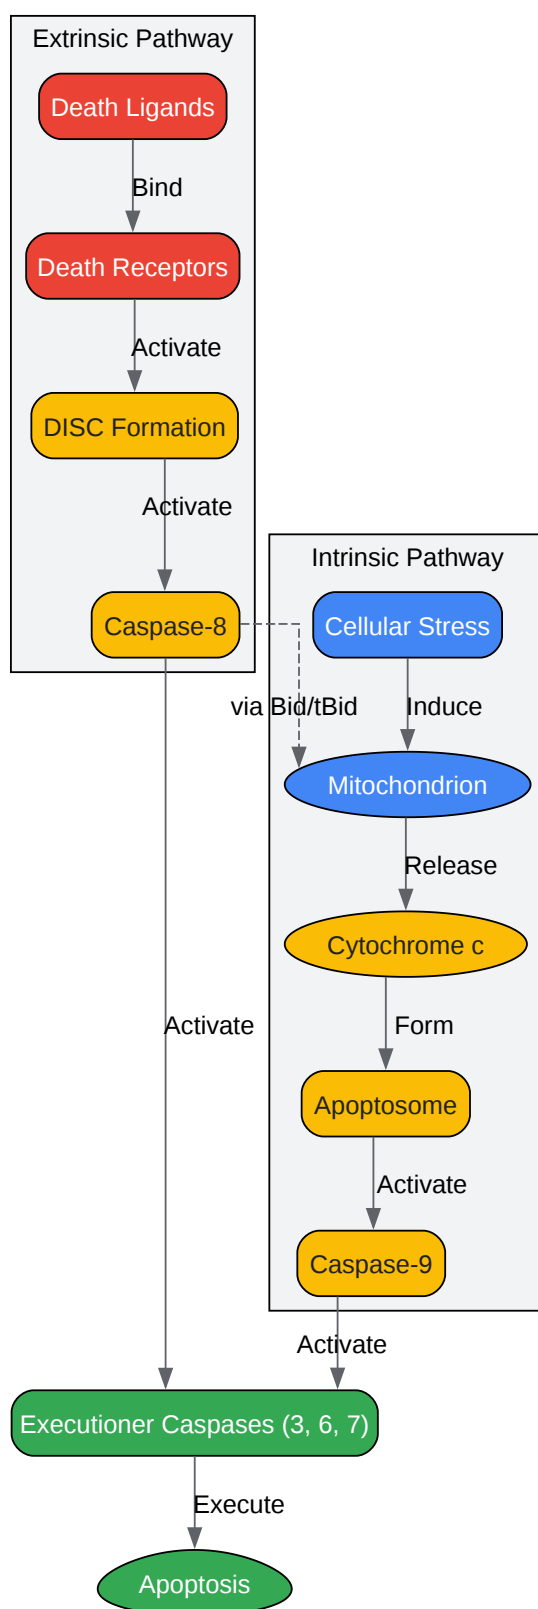 Extrinsic Pathway
Death Ligands
Bind
Death Receptors
Activate
DISC Formation
Activate
Caspase-8
Intrinsic Pathway
Cellular Stress
via Bid/tBid
Induce
Mitochondrion
Release
Cytochrome c
Form
Apoptosome
Activate
Caspase-9
Activate
Activate
Executioner Caspases (3, 6, 7)
Execute
Apoptosis